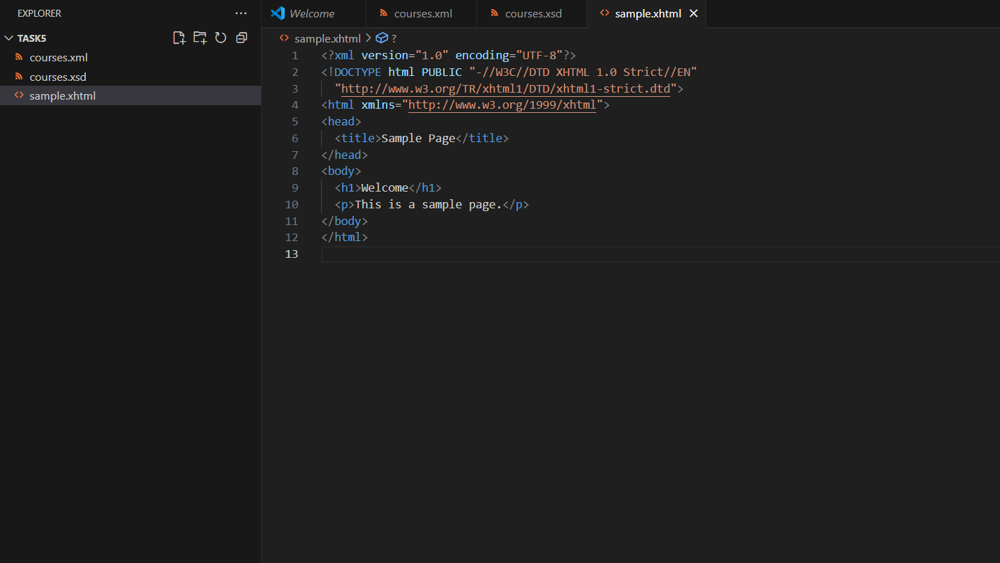 EXPLORER
TASK5
courses.xml
courses.xsd
sample.xhtml
Welcome
courses.xml
courses.xsd
sample.xhtml
sample.xhtml > ?
1 <?xml version="1.0" encoding="UTF-8"?>
2 <!DOCTYPE html PUBLIC "-//W3C//DTD XHTML 1.0 Strict//EN"
3 "http://www.w3.org/TR/xhtml1/DTD/xhtml1-strict.dtd">
4 <html xmlns="http://www.w3.org/1999/xhtml">
5 <head>
6 <title>Sample Page</title>
7 </head>
8 <body>
9 <h1>Welcome</h1>
10 <p>This is a sample page.</p>
11 </body>
12 </html>
13